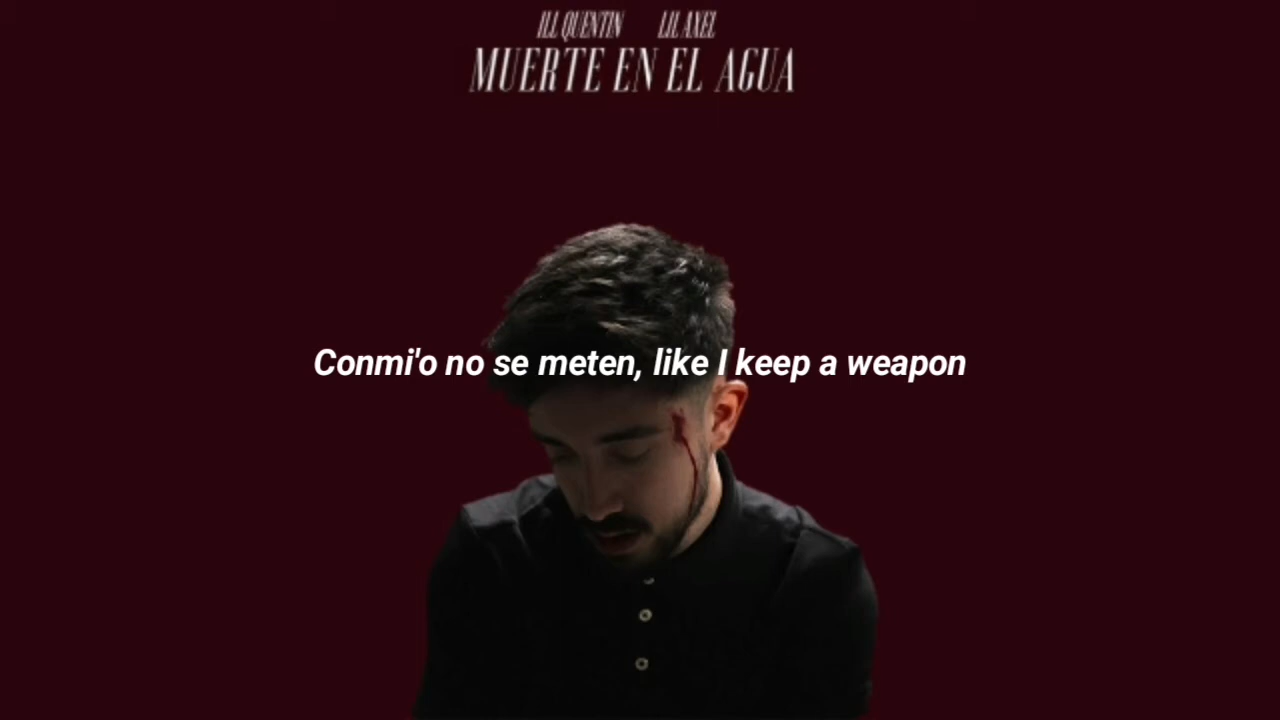 ILL QUENTIN LIL AXEL
MUERTE EN EL AGUA
Conmi'o no se meten, like I keep a weapon